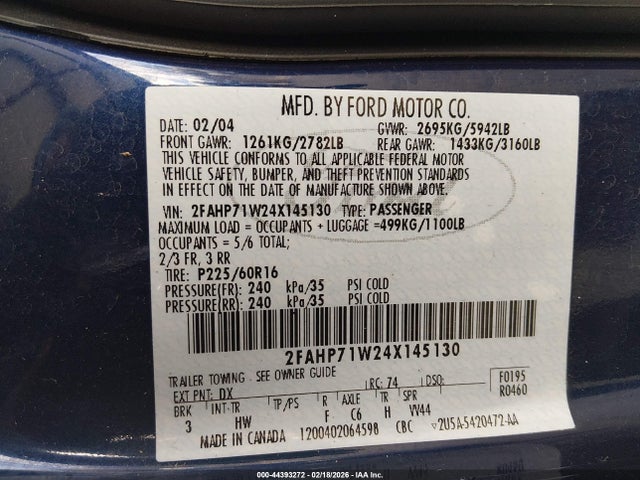 MFD. BY FORD MOTOR CO.
DATE: 02/04 GVWR: 2695KG/5942LB
FRONT GAWR: 1261KG/2782LB REAR GAWR: 1433KG/3160LB
THIS VEHICLE CONFORMS TO ALL APPLICABLE FEDERAL MOTOR
VEHICLE SAFETY, BUMPER, AND THEFT PREVENTION STANDARDS
IN EFFECT ON THE DATE OF MANUFACTURE SHOWN ABOVE.
VIN: 2FAHP71W24X145130 TYPE: PASSENGER
MAXIMUM LOAD = OCCUPANTS + LUGGAGE =499KG/1100LB
OCCUPANTS = 5/6 TOTAL;
2/3 FR, 3 RR
TIRE: P225/60R16
PRESSURE(FR): 240 kPa/35 PSI COLD
PRESSURE(RR): 240 kPa/35 PSI COLD
2FAHP71W24X145130
TRAILER TOWING - SEE OWNER GUIDE
EXT PNT: DX RC: 74 DSO: F0195
BRK INT-TR TP/PS R AXLE TR SPR R0460
3 HW F C6 H VV44
MADE IN CANADA 1200402064598 CBC ▽2U5A-5420472-AA
000-44393272 - 02/18/2026 - IAA Inc.